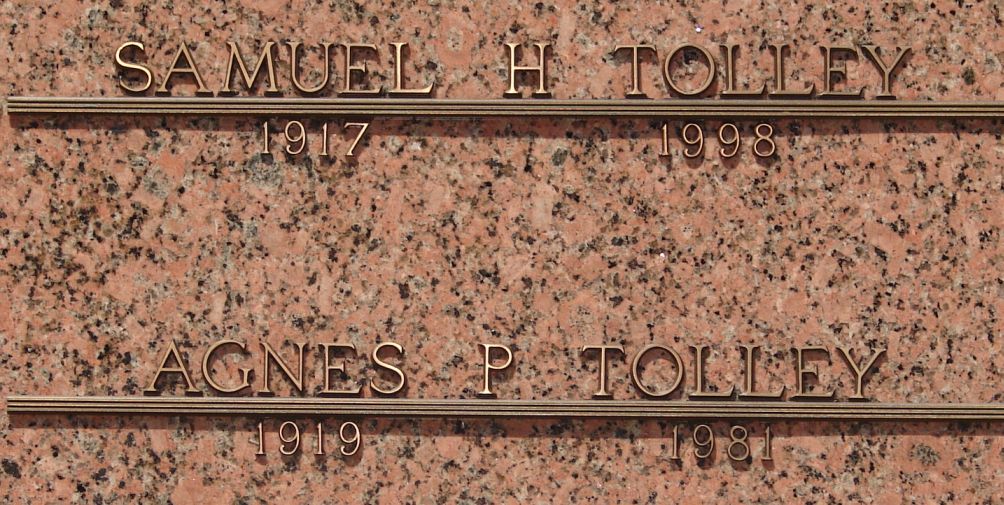 SAMUEL H TOLLEY
1917 1998
AGNES P TOLLEY
1919 1981